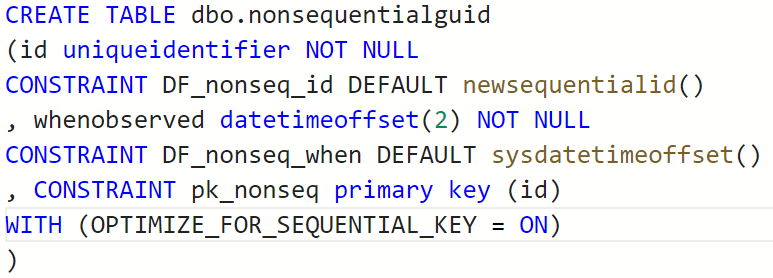 CREATE TABLE dbo.nonsequentialguid
(id uniqueidentifier NOT NULL
CONSTRAINT DF_nonseq_id DEFAULT newsequentialid()
, whenobserved datetimeoffset(2) NOT NULL
CONSTRAINT DF_nonseq_when DEFAULT sysdatetimeoffset()
, CONSTRAINT pk_nonseq primary key (id)
WITH (OPTIMIZE_FOR_SEQUENTIAL_KEY = ON)
)